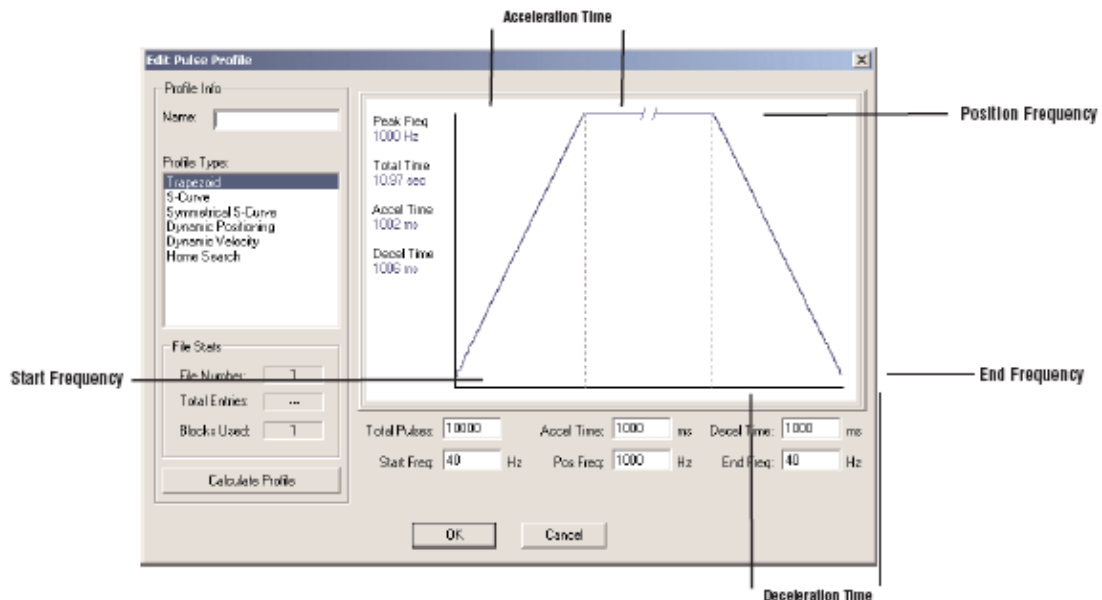 Acceleration Time
Edit Pulse Profile
Profile Info
Name:
Profile Type:
Trapezoid
S-Curve
Symmetrical S-Curve
Dynamic Positioning
Dynamic Velocity
Home Search
File Stats
File Number: 1
Total Entries: ...
Blocks Used: 1
Calculate Profile
Peak Freq
1000 Hz
Total Time
10.97 sec
Accel Time
1002 ms
Decel Time
1006 ms
Position Frequency
Start Frequency
End Frequency
Total Pulses: 10000 Accel Time: 1000 ms Decel Time: 1000 ms
Start Freq: 40 Hz Pos Freq: 1000 Hz End Freq: 40 Hz
OK Cancel
Deceleration Time